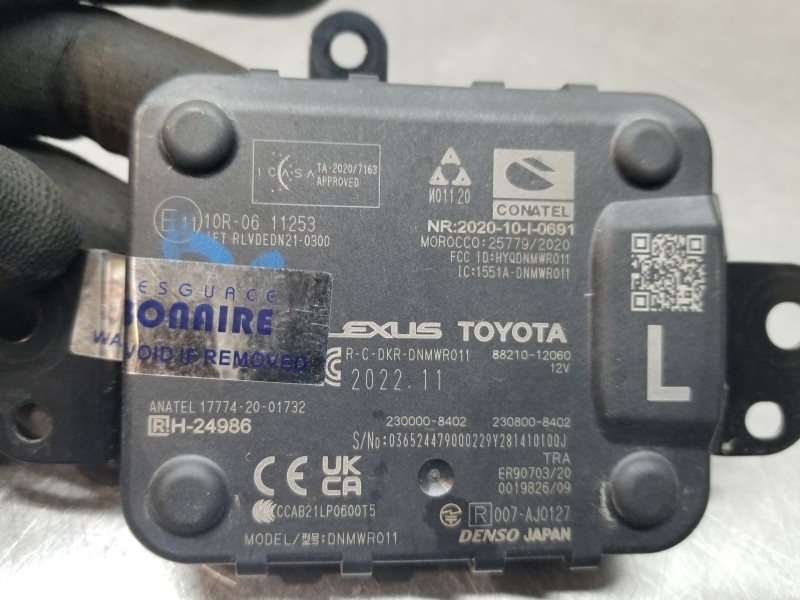 ICASA TA-2020/7163
APPROVED
N011 20
CONATEL
E11 10R-06 11253
NR:2020-10-I-0691
IFT RLVDEDN21-0300
MOROCCO:25779/2020
FCC ID:HYQDNMWR011
IC:1551A-DNMWR011
ESGUACE
BONAIRE
VOID IF REMOVED
LEXUS TOYOTA
R-C-DKR-DNMWR011
88210-12060
2022.11
12V
L
ANATEL 17774-20-01732
R H-24986
230000-8402 230800-8402
S/No:036524479000229Y281410100J
CE UK
CA
TRA
ER90703/20
0019826/09
CCCAB21LP0600T5
R 007-AJ0127
MODEL/型号:DNMWR011
DENSO JAPAN